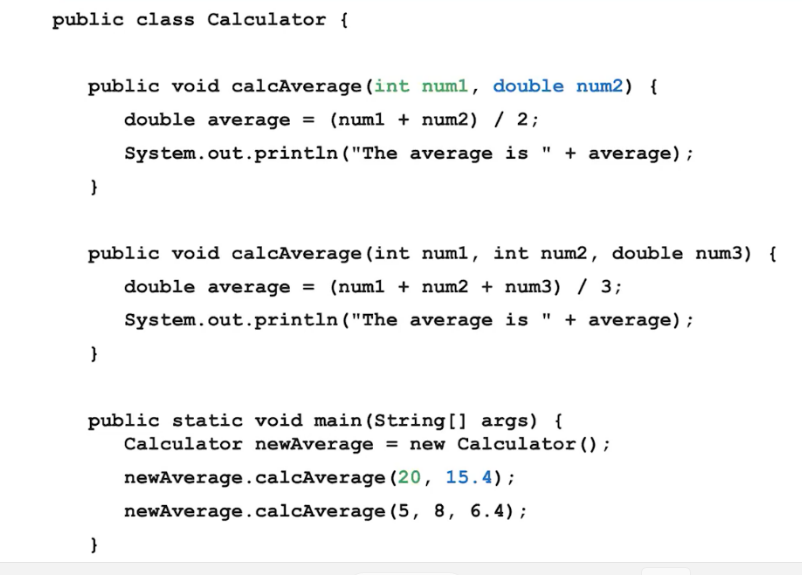 public class Calculator {
public void calcAverage(int num1, double num2) {
double average = (num1 + num2) / 2;
System.out.println("The average is " + average);
}
public void calcAverage(int num1, int num2, double num3) {
double average = (num1 + num2 + num3) / 3;
System.out.println("The average is " + average);
}
public static void main(String[] args) {
Calculator newAverage = new Calculator();
newAverage.calcAverage(20, 15.4);
newAverage.calcAverage(5, 8, 6.4);
}